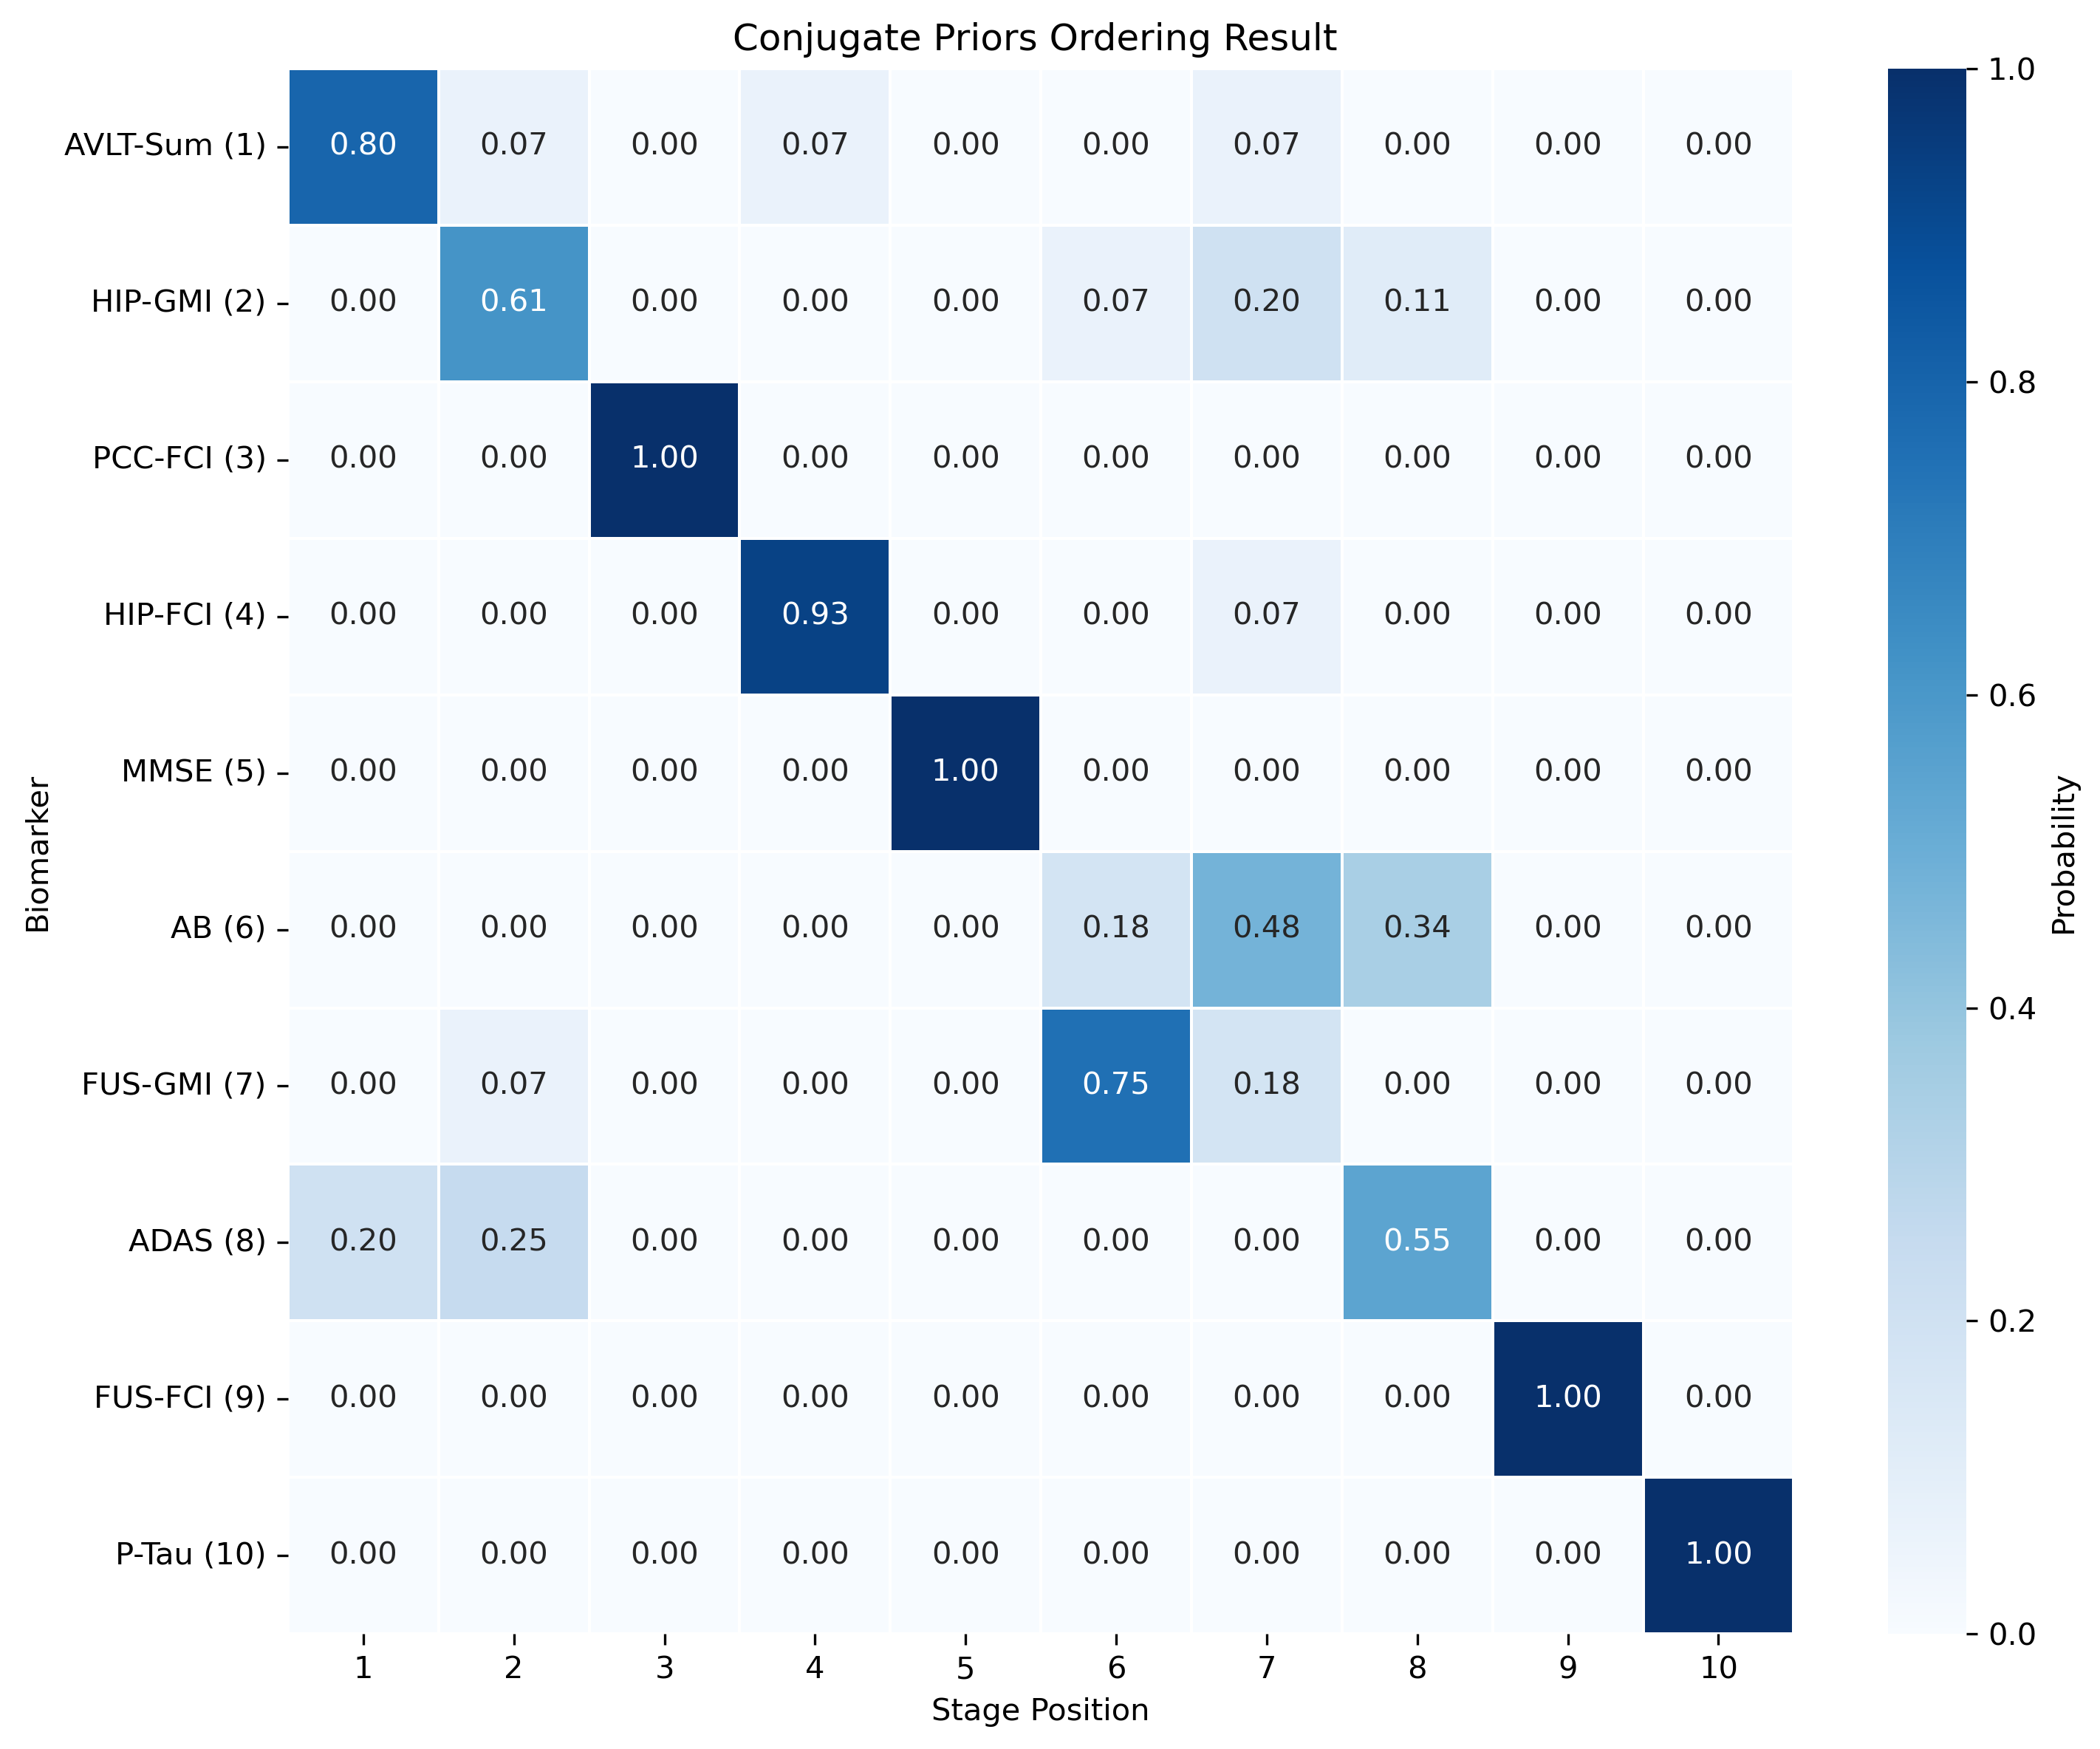 Conjugate Priors Ordering Result
AVLT-Sum (1) 0.80 0.07 0.00 0.07 0.00 0.00 0.07 0.00 0.00 0.00
HIP-GMI (2) 0.00 0.61 0.00 0.00 0.00 0.07 0.20 0.11 0.00 0.00
PCC-FCI (3) 0.00 0.00 1.00 0.00 0.00 0.00 0.00 0.00 0.00 0.00
HIP-FCI (4) 0.00 0.00 0.00 0.93 0.00 0.00 0.07 0.00 0.00 0.00
MMSE (5) 0.00 0.00 0.00 0.00 1.00 0.00 0.00 0.00 0.00 0.00
AB (6) 0.00 0.00 0.00 0.00 0.00 0.18 0.48 0.34 0.00 0.00
FUS-GMI (7) 0.00 0.07 0.00 0.00 0.00 0.75 0.18 0.00 0.00 0.00
ADAS (8) 0.20 0.25 0.00 0.00 0.00 0.00 0.00 0.55 0.00 0.00
FUS-FCI (9) 0.00 0.00 0.00 0.00 0.00 0.00 0.00 0.00 1.00 0.00
P-Tau (10) 0.00 0.00 0.00 0.00 0.00 0.00 0.00 0.00 0.00 1.00
1 2 3 4 5 6 7 8 9 10
Stage Position
Biomarker
1.0
0.8
0.6
0.4
0.2
0.0
Probability